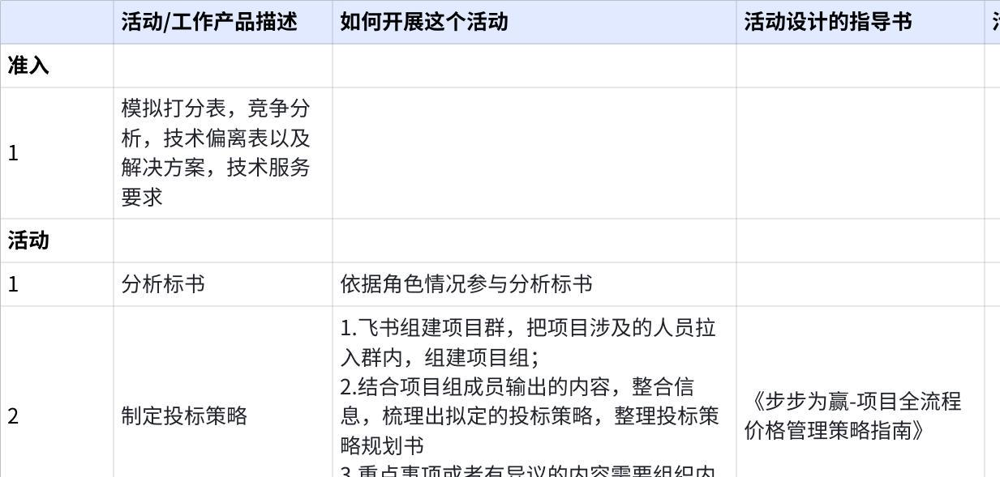 活动/工作产品描述 如何开展这个活动 活动设计的指导书
准入
1
模拟打分表，竞争分
析，技术偏离表以及
解决方案，技术服务
要求
活动
1 分析标书 依据角色情况参与分析标书
2
制定投标策略
1.飞书组建项目群，把项目涉及的人员拉
入群内，组建项目组；
2.结合项目组成员输出的内容，整合信
息，梳理出拟定的投标策略，整理投标策
略规划书
3.重点事项或者有异议的内容需要组织内
《步步为赢-项目全流程
价格管理策略指南》